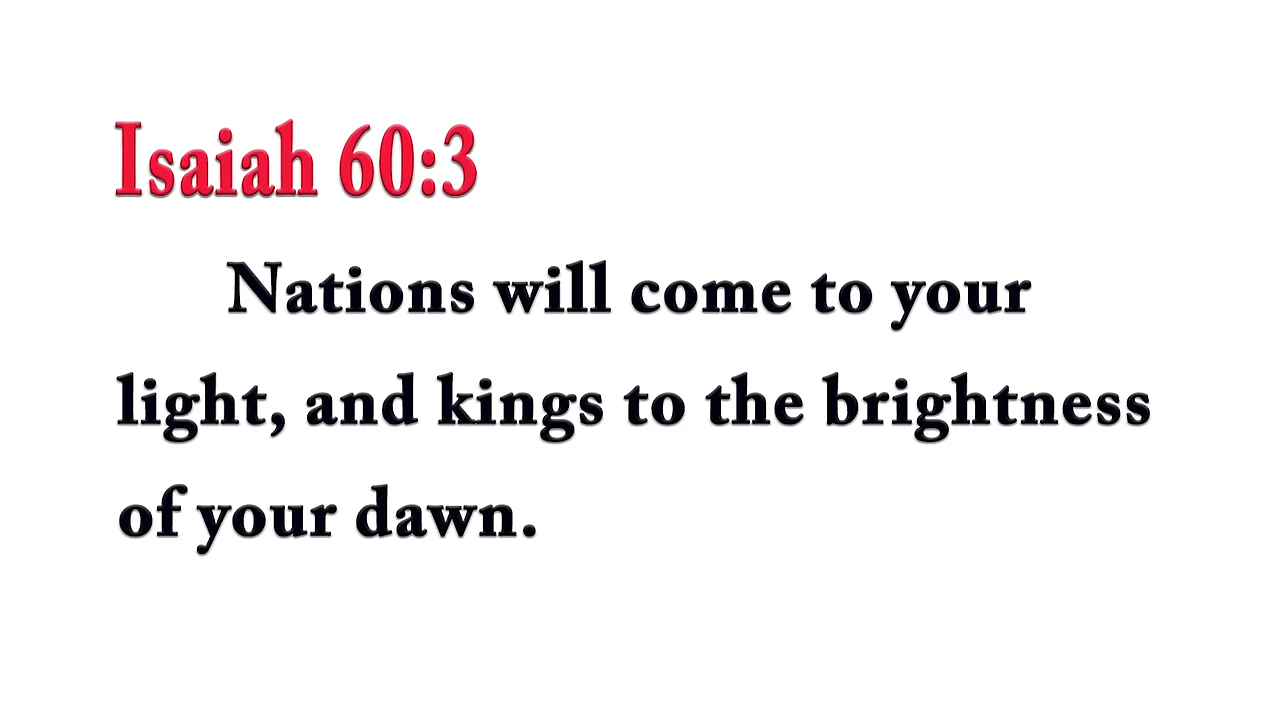 Isaiah 60:3
Nations will come to your
light, and kings to the brightness
of your dawn.